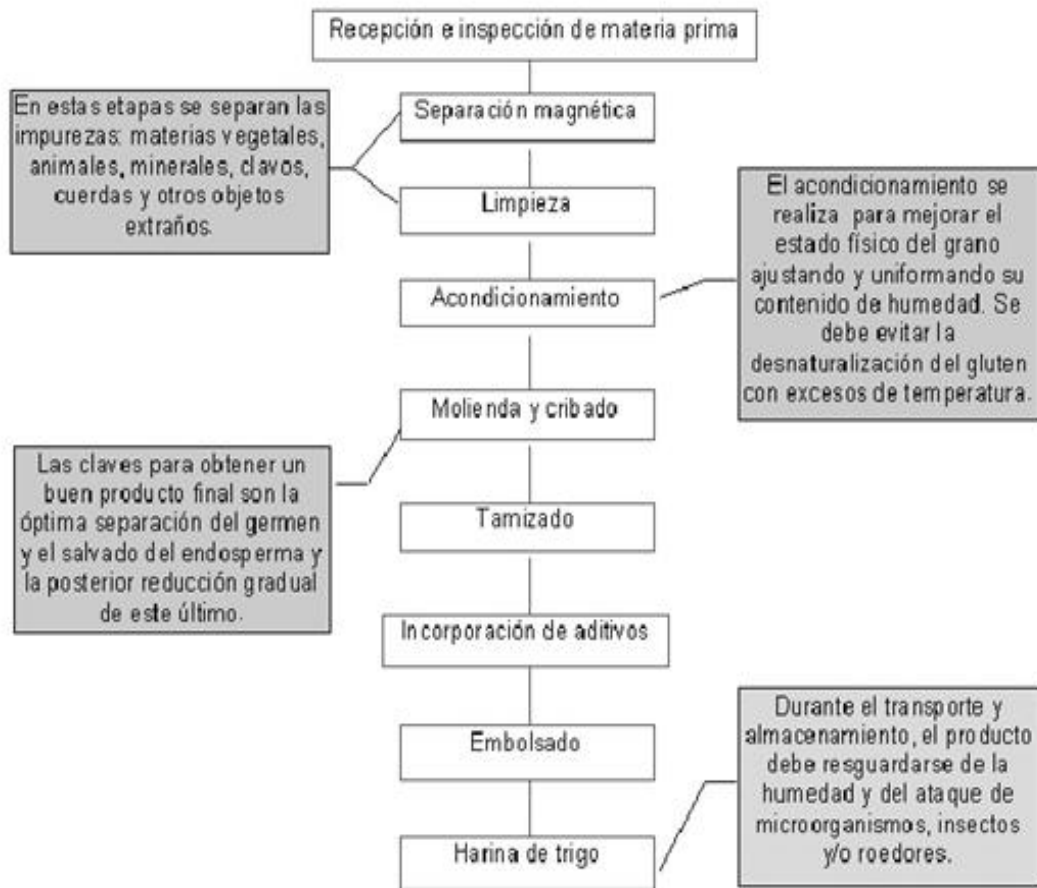 Recepción e inspección de materia prima
En estas etapas se separan las
impurezas: materias vegetales,
animales, minerales, clavos,
cuerdas y otros objetos
extraños.
Separación magnética
Limpieza
El acondicionamiento se
realiza para mejorar el
estado físico del grano
ajustando y uniformando su
contenido de humedad. Se
debe evitar la
desnaturalización del gluten
con excesos de temperatura.
Acondicionamiento
Molienda y cribado
Las claves para obtener un
buen producto final son la
óptima separación del germen
y el salvado del endosperma y
la posterior reducción gradual
de este último.
Tamizado
Incorporación de aditivos
Embolsado
Durante el transporte y
almacenamiento, el producto
debe resguardarse de la
humedad y del ataque de
microorganismos, insectos
y/o roedores.
Harina de trigo